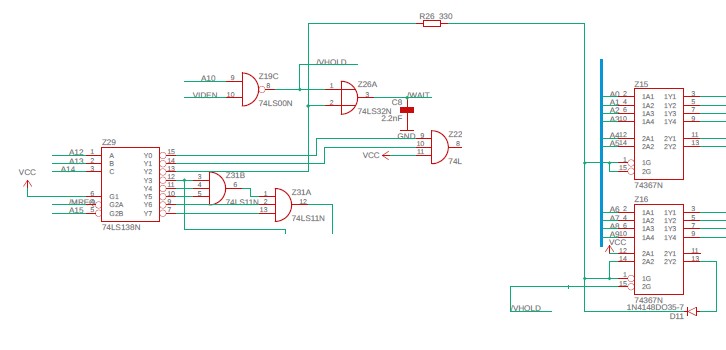 R26 330
/VHOLD
A10 9 Z19C 8
VIDEN 10 74LS00N
1 Z26A 3 /WAIT
2 74LS32N
C8
2.2nF
GND
9 Z22
10 8
VCC 11 74L
Z29
A12 1 A Y0 15
A13 2 B Y1 14
A14 3 C Y2 13
Y3 12
Y4 11
VCC 6 G1 Y5 10
G2A Y6 9
A15 5 G2B Y7 7
74LS138N
Z31B
3
4 6
5 74LS11N
Z31A
1
2 12
13 74LS11N
Z15
A0 2 1A1 1Y1 3
A1 4 1A2 1Y2 5
A2 6 1A3 1Y3 7
A3 10 1A4 1Y4 9
A4 12 2A1 2Y1 11
A5 14 2A2 2Y2 13
1 1G
15 2G
74367N
Z16
A6 2 1A1 1Y1 3
A7 4 1A2 1Y2 5
A8 6 1A3 1Y3 7
A9 10 1A4 1Y4 9
VCC
12 2A1 2Y1 11
14 2A2 2Y2 13
1 1G
15 2G
74367N
/VHOLD
1N4148DO35-7
D11